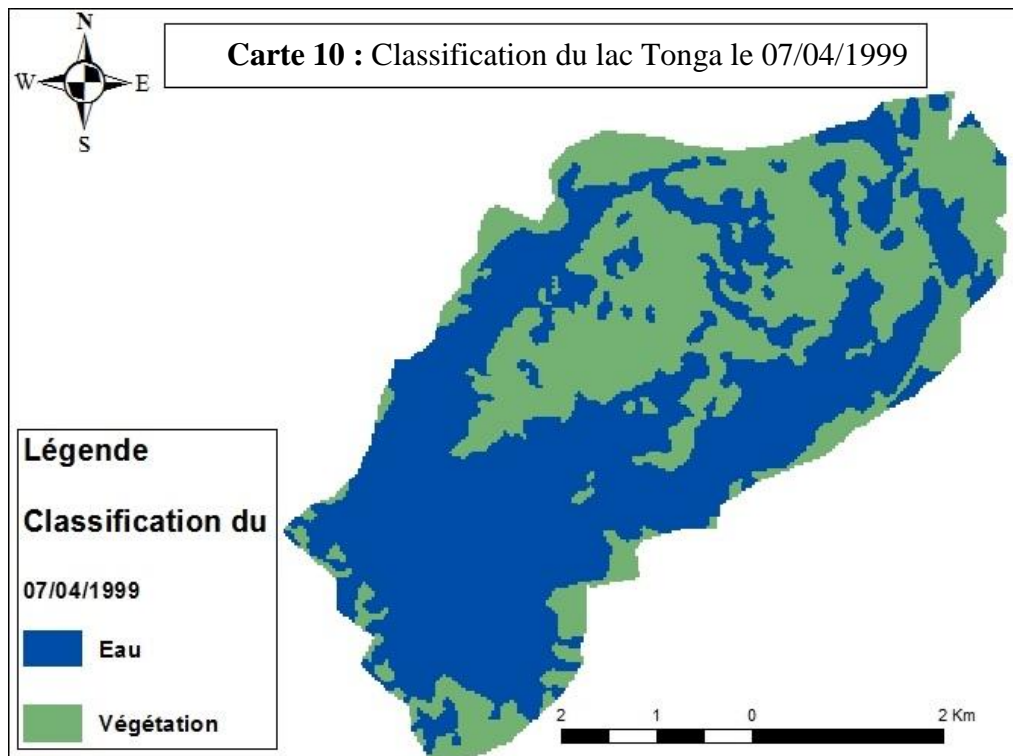 N
Carte 10 : Classification du lac Tonga le 07/04/1999
W E
S
Légende
Classification du
07/04/1999
Eau
Végétation
2 1 0 2 Km